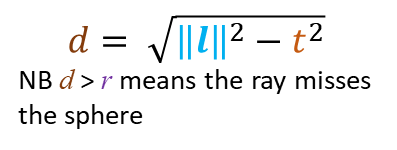 d = √‖l‖² − t²
NB d > r means the ray misses
the sphere